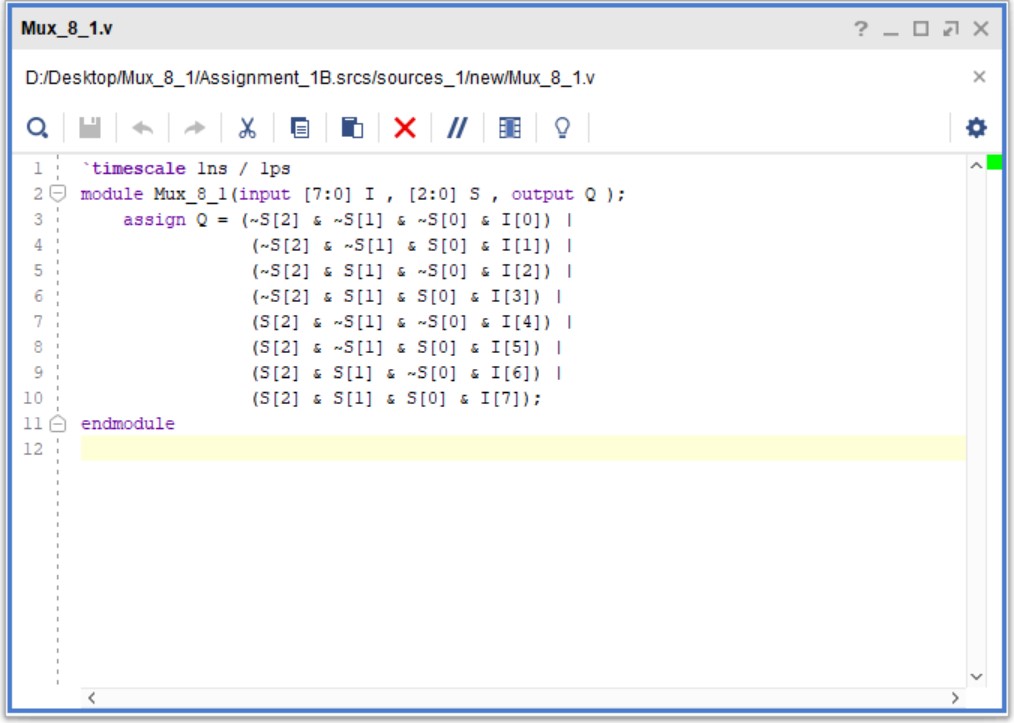 Mux_8_1.v
D:/Desktop/Mux_8_1/Assignment_1B.srcs/sources_1/new/Mux_8_1.v
1 `timescale 1ns / 1ps
2 module Mux_8_1(input [7:0] I , [2:0] S , output Q );
3 assign Q = (~S[2] & ~S[1] & ~S[0] & I[0]) |
4 (~S[2] & ~S[1] & S[0] & I[1]) |
5 (~S[2] & S[1] & ~S[0] & I[2]) |
6 (~S[2] & S[1] & S[0] & I[3]) |
7 (S[2] & ~S[1] & ~S[0] & I[4]) |
8 (S[2] & ~S[1] & S[0] & I[5]) |
9 (S[2] & S[1] & ~S[0] & I[6]) |
10 (S[2] & S[1] & S[0] & I[7]);
11 endmodule
12